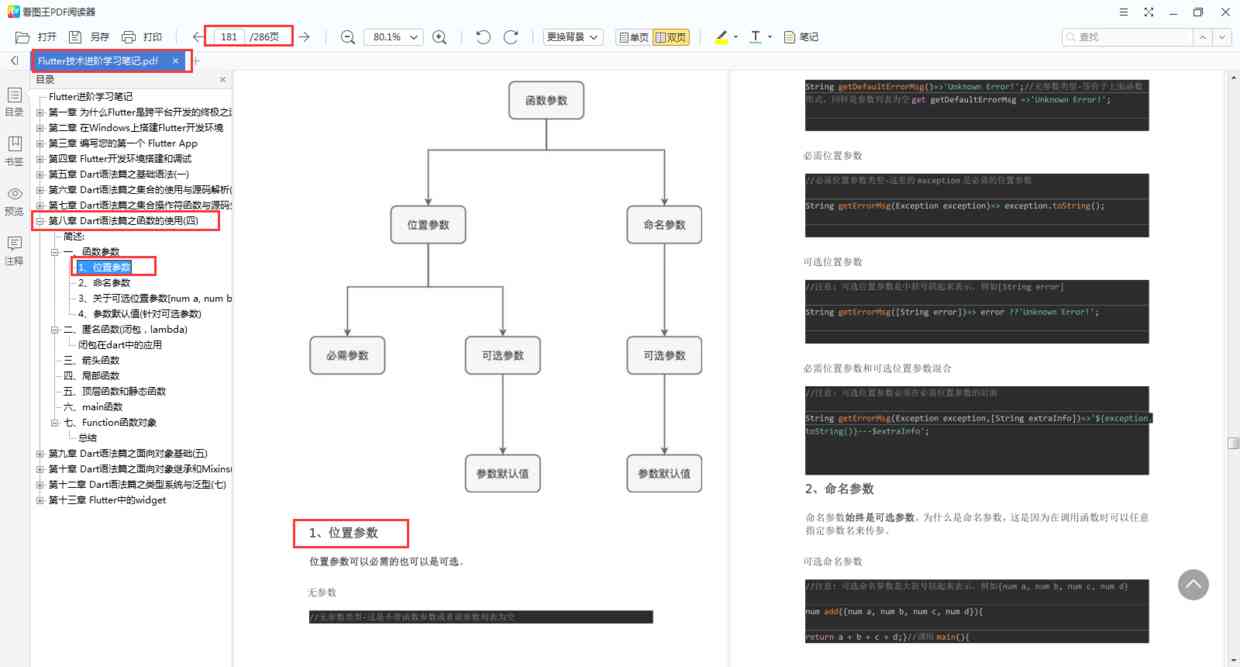 看图王PDF阅读器
打开 另存 打印 181 /286页 80.1% 更换背景 单页 双页 T 笔记 查找
Flutter技术进阶学习笔记.pdf
目录
书签
预览
注释
目录
Flutter进阶学习笔记
第一章 为什么Flutter是跨平台开发的终极之
第二章 在Windows上搭建Flutter开发环境
第三章 编写您的第一个 Flutter App
第四章 Flutter开发环境搭建和调试
第五章 Dart语法篇之基础语法(一)
第六章 Dart语法篇之集合的使用与源码解析(
第七章 Dart语法篇之集合操作符函数与源码
第八章 Dart语法篇之函数的使用(四)
简述:
一、函数参数
1、位置参数
2、命名参数
3、关于可选位置参数[num a, num b
4、参数默认值(针对可选参数)
二、匿名函数(闭包，lambda)
闭包在dart中的应用
三、箭头函数
四、局部函数
五、顶层函数和静态函数
六、main函数
七、Function函数对象
总结
第九章 Dart语法篇之面向对象基础(五)
第十章 Dart语法篇之面向对象继承和Mixins(
第十二章 Dart语法篇之类型系统与泛型(七)
第十三章 Flutter中的widget
函数参数
位置参数 命名参数
必需参数 可选参数 可选参数
参数默认值 参数默认值
1、位置参数
位置参数可以必需的也可以是可选。
无参数
//无参数类型-这是不带函数参数或者说参数列表为空
String getDefaultErrorMsg()=>'Unknown Error!';//无参数类型-等价于上面函数
形式，同样是参数列表为空get getDefaultErrorMsg =>'Unknown Error!';
必需位置参数
//必需位置参数类型-这里的exception是必需的位置参数
String getErrorMsg(Exception exception)=> exception.toString();
可选位置参数
//注意：可选位置参数是中括号括起来表示，例如[String error]
String getErrorMsg([String error])=> error ??'Unknown Error!';
必需位置参数和可选位置参数混合
//注意：可选位置参数必须在必需位置参数的后面
String getErrorMsg(Exception exception,[String extraInfo])=>'${exception.
toString()}---$extraInfo';
2、命名参数
命名参数始终是可选参数。为什么是命名参数，这是因为在调用函数时可以任意
指定参数名来传参。
可选命名参数
//注意：可选命名参数是大括号括起来表示，例如{num a, num b, num c, num d}
num add({num a, num b, num c, num d}){
return a + b + c + d;}//调用main(){